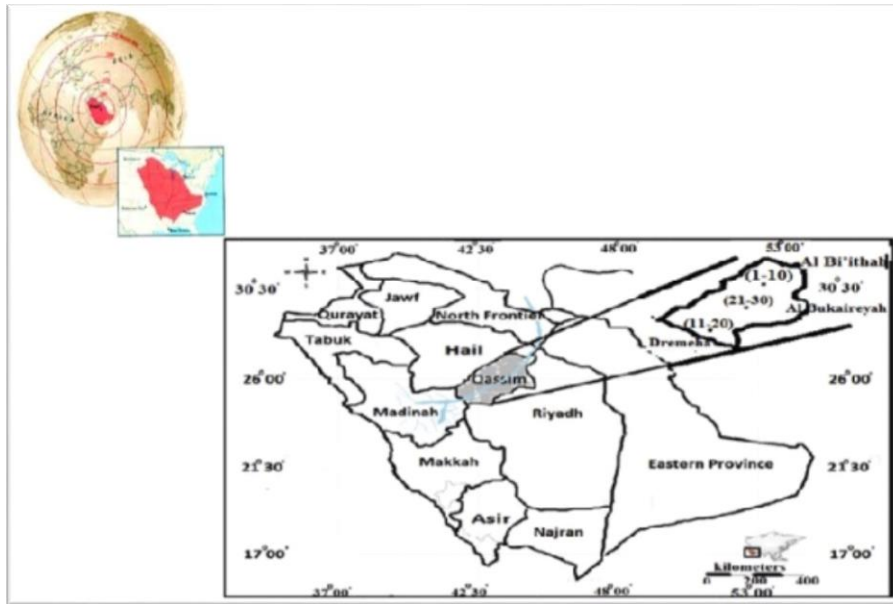 ASIA
AFRICA
37°00' 42°30' 48°00' 53°00'
Al Bi'ithah
(1-10)
30°30' 30°30'
Jawf
(21-30)
Qurayat North Frontier Al Bukaireyah
(11-20)
Tabuk Dremeha
Hail
26°00' Qassim 26°00'
Madinah Riyadh
Makkah
21°30' Eastern Province 21°30'
Asir
Najran
17°00' 17°00'
kilometers
0 200 400
37°00' 42°30' 48°00' 53°00'